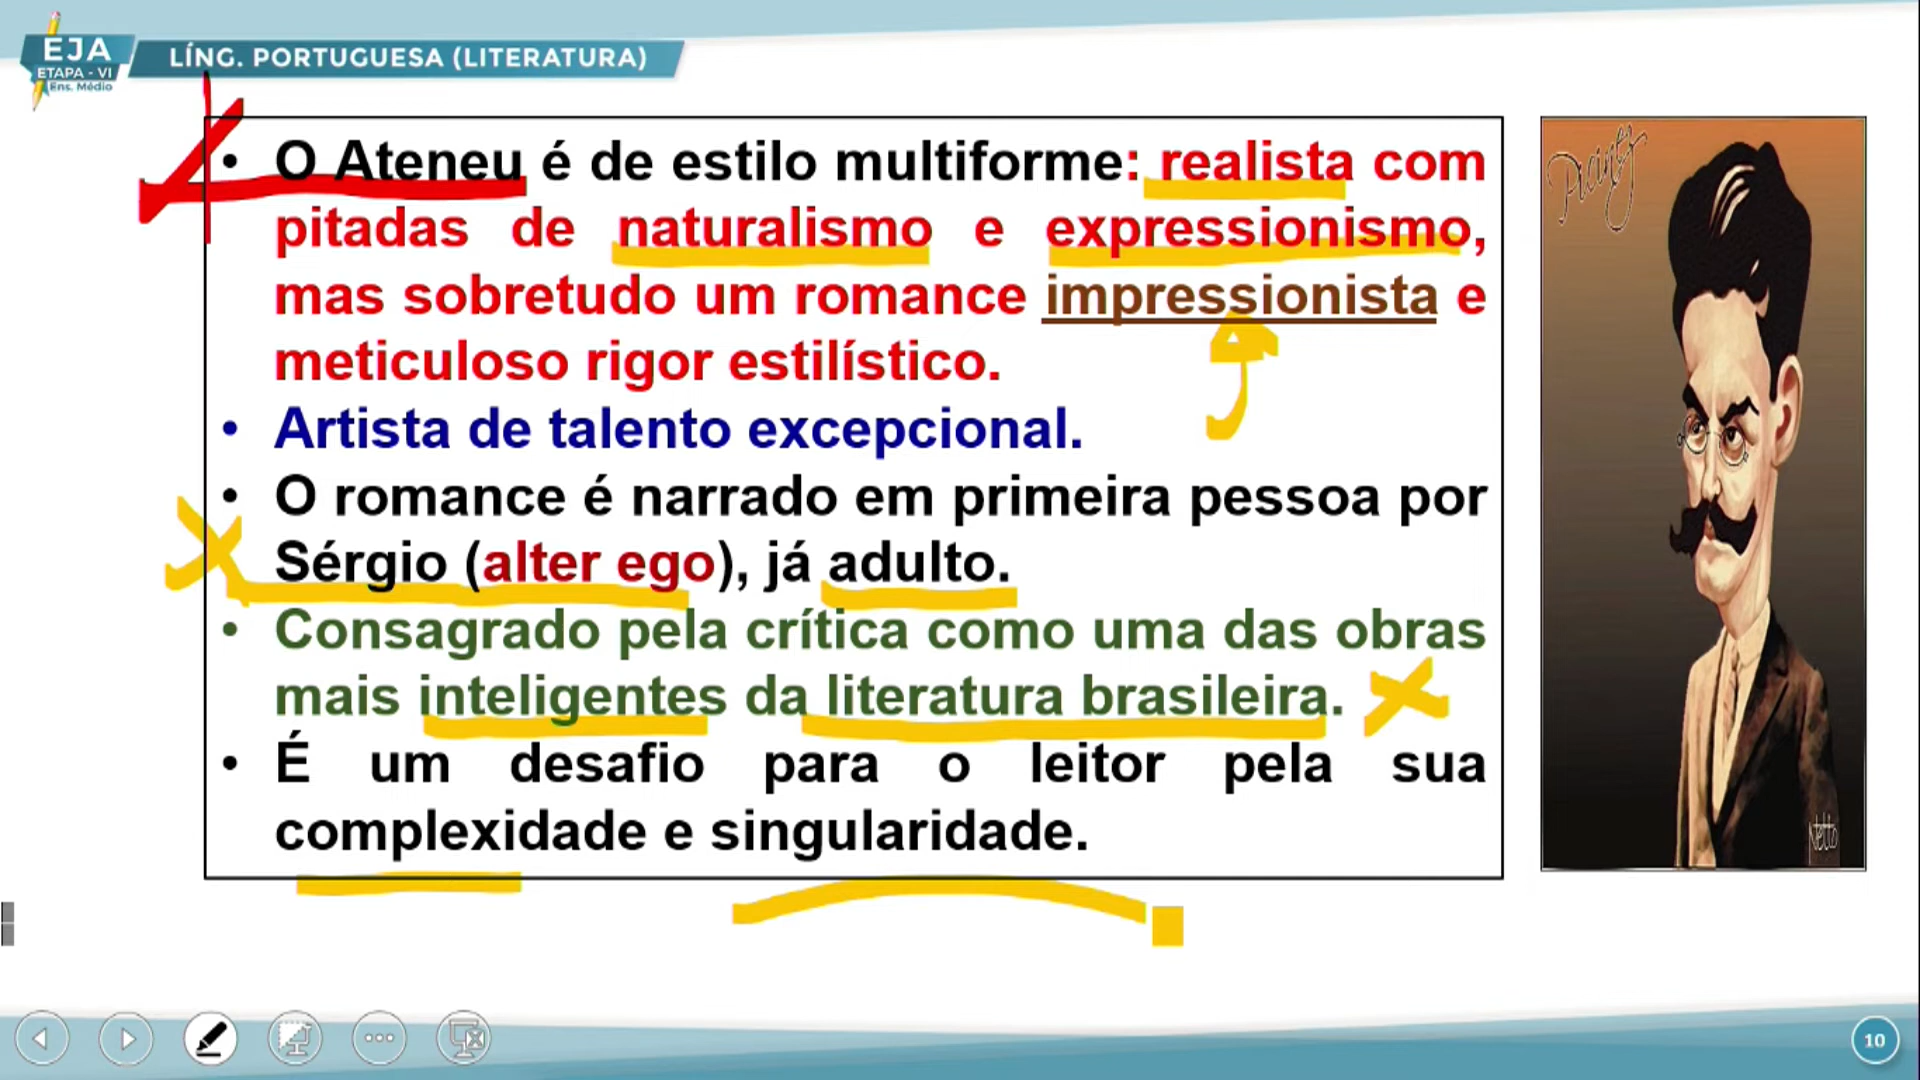 EJA
ETAPA - VI
Ens. Médio
LÍNG. PORTUGUESA (LITERATURA)
• O Ateneu é de estilo multiforme: realista com
pitadas de naturalismo e expressionismo,
mas sobretudo um romance impressionista e
meticuloso rigor estilístico.
• Artista de talento excepcional.
• O romance é narrado em primeira pessoa por
Sérgio (alter ego), já adulto.
• Consagrado pela crítica como uma das obras
mais inteligentes da literatura brasileira.
• É um desafio para o leitor pela sua
complexidade e singularidade.
10